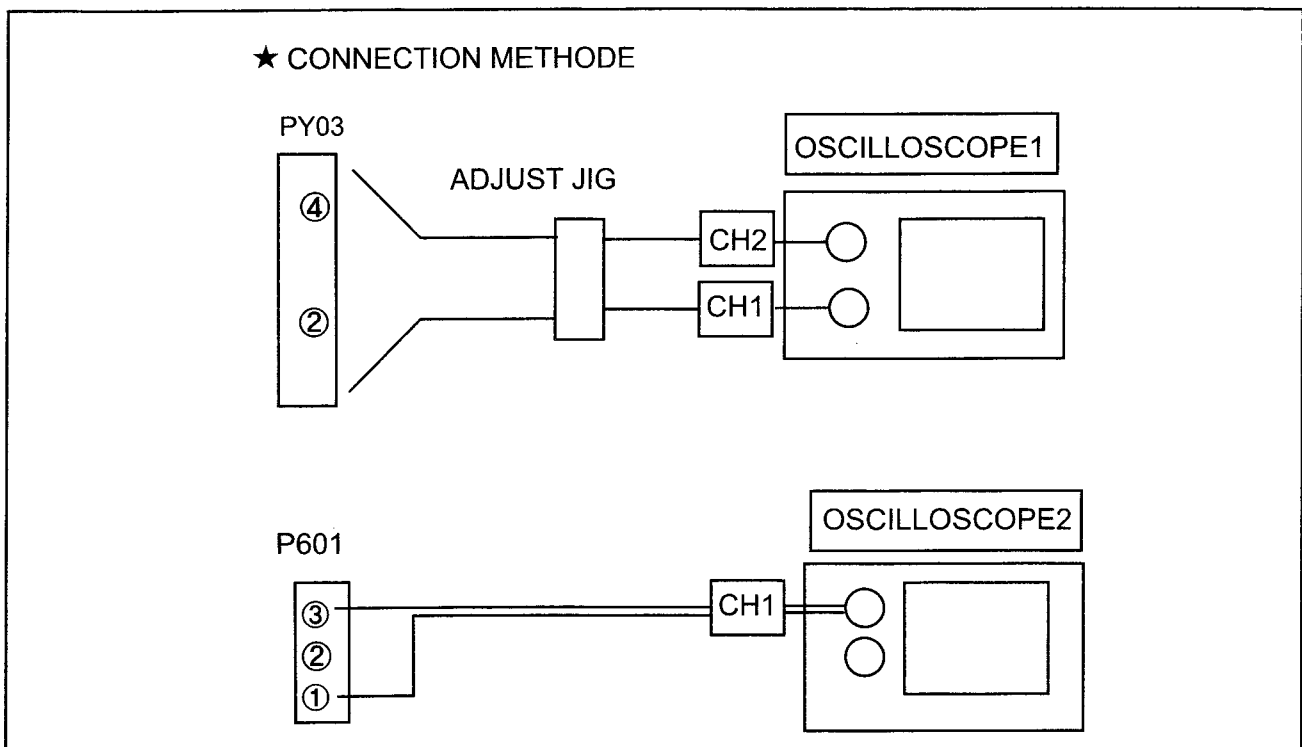 ★ CONNECTION METHODE
PY03
OSCILLOSCOPE1
ADJUST JIG
④
CH2
②
CH1
OSCILLOSCOPE2
P601
③
CH1
②
①